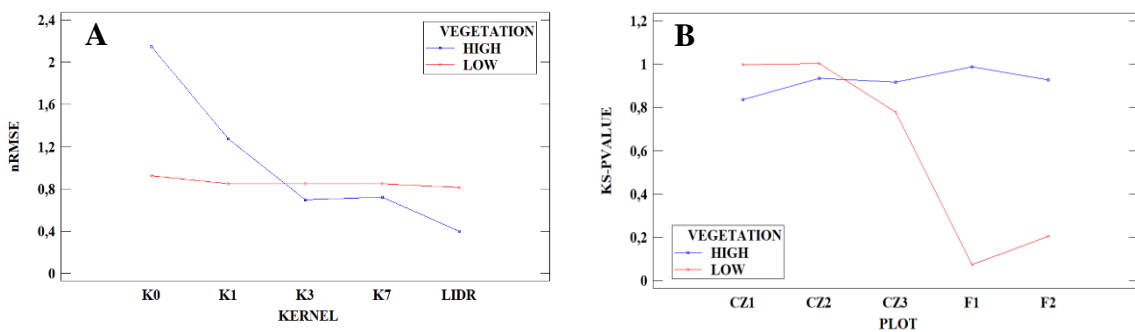 A
2,4
2
1,6
1,2
0,8
0,4
0
nRMSE
K0 K1 K3 K7 LIDR
KERNEL
VEGETATION
HIGH
LOW
B
1,2
1
0,8
0,6
0,4
0,2
0
KS-PVALUE
VEGETATION
HIGH
LOW
CZ1 CZ2 CZ3 F1 F2
PLOT